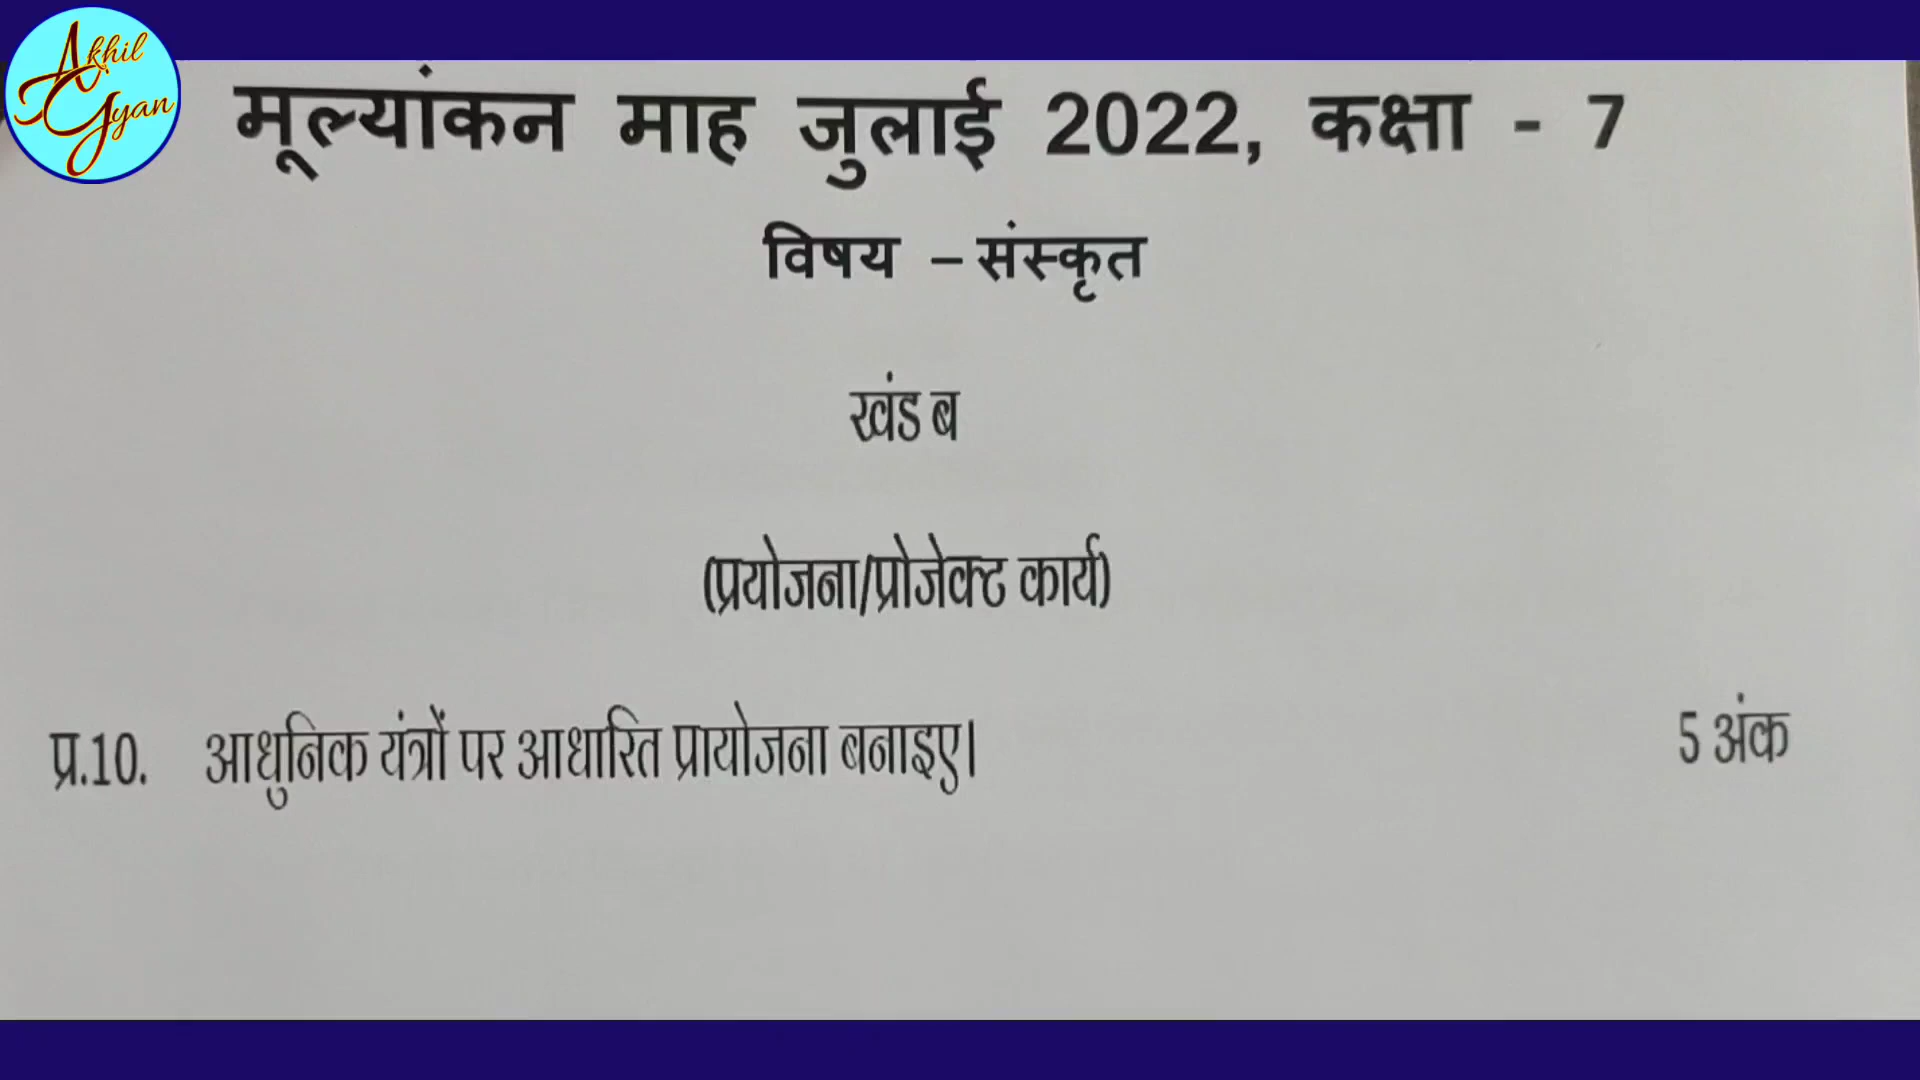 Akhil
Gyan
मूल्यांकन माह जुलाई 2022, कक्षा - 7
विषय – संस्कृत
खंड ब
(प्रयोजना/प्रोजेक्ट कार्य)
प्र.10. आधुनिक यंत्रों पर आधारित प्रायोजना बनाइए। 5 अंक